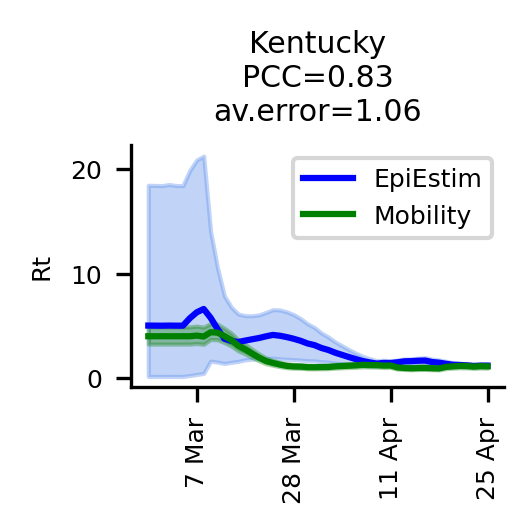 Kentucky
PCC=0.83
av.error=1.06
EpiEstim
Mobility
Rt
20
10
0
7 Mar
28 Mar
11 Apr
25 Apr